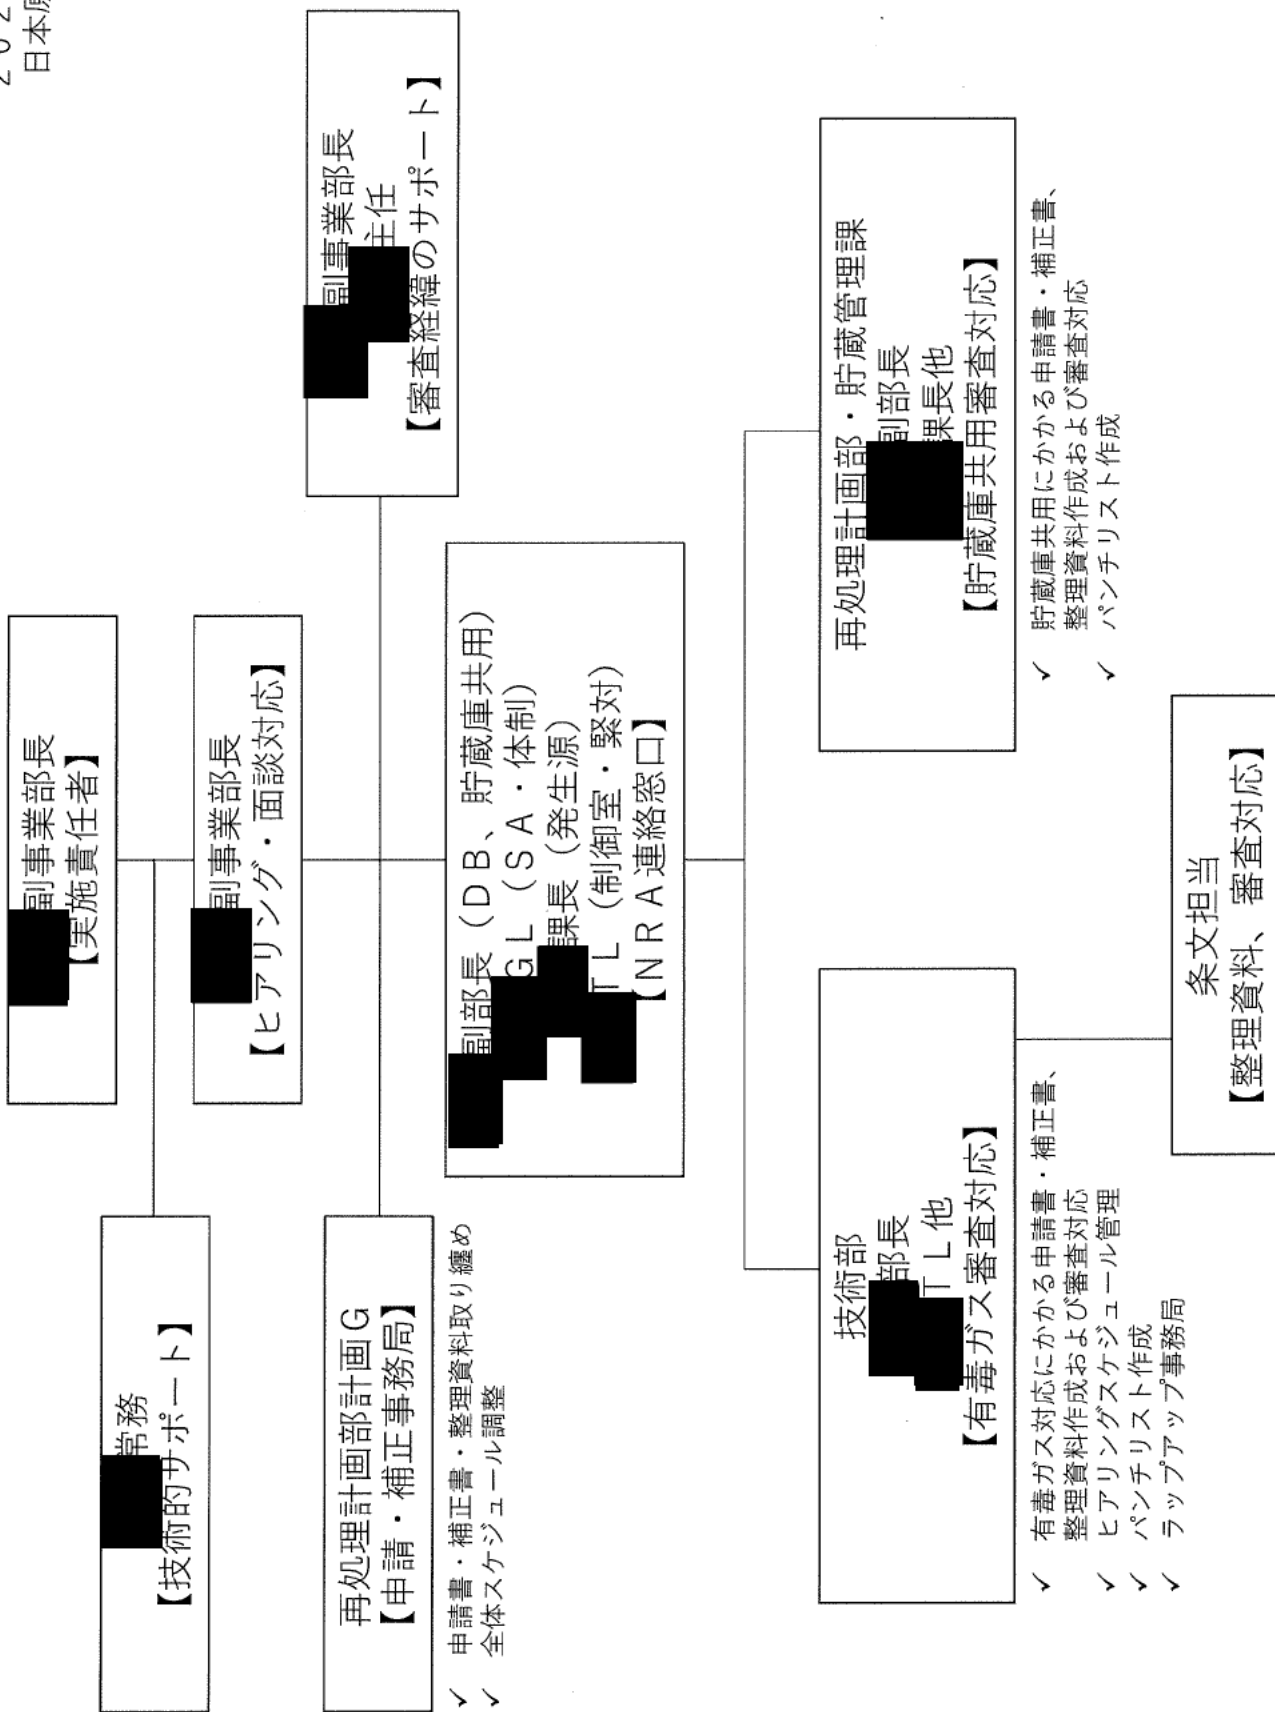 ２０２
日本原
副事業部長
【実施責任者】
常務
【技術的サポート】
副事業部長
【ヒアリング・面談対応】
副事業部長
主任
【審査経緯のサポート】
再処理計画部計画Ｇ
【申請・補正事務局】
✓ 申請書・補正書・整理資料取り纏め
✓ 全体スケジュール調整
副部長（ＤＢ、貯蔵庫共用）
ＧＬ（ＳＡ・体制）
課長（発生源）
ＴＬ（制御室・緊対）
【ＮＲＡ連絡窓口】
技術部
部長
ＴＬ他
【有毒ガス審査対応】
✓ 有毒ガス対応にかかる申請書・補正書、
整理資料作成および審査対応
✓ ヒアリングスケジュール管理
✓ パンチリスト作成
✓ ラップアップ事務局
再処理計画部・貯蔵管理課
副部長
課長他
【貯蔵庫共用審査対応】
✓ 貯蔵庫共用にかかる申請書・補正書、
整理資料作成および審査対応
✓ パンチリスト作成
条文担当
【整理資料、審査対応】